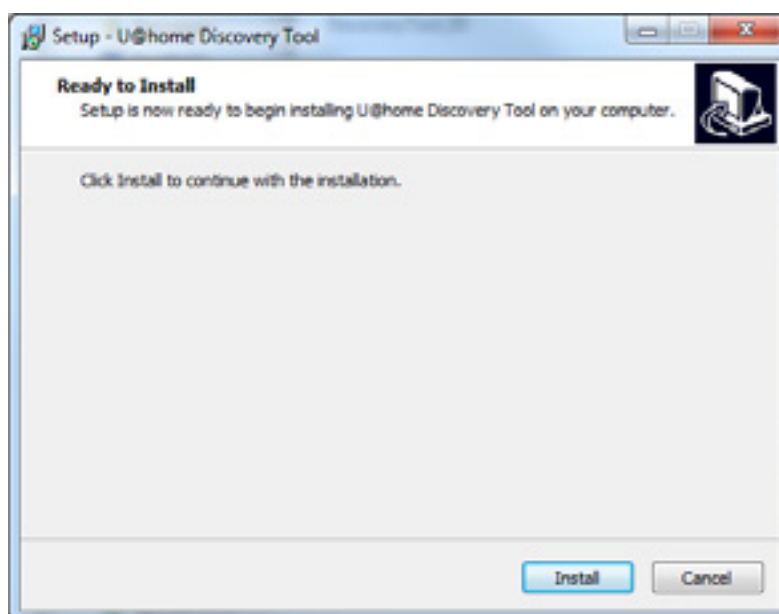 Setup - U@home Discovery Tool
Ready to Install
Setup is now ready to begin installing U@home Discovery Tool on your computer.
Click Install to continue with the installation.
Install
Cancel